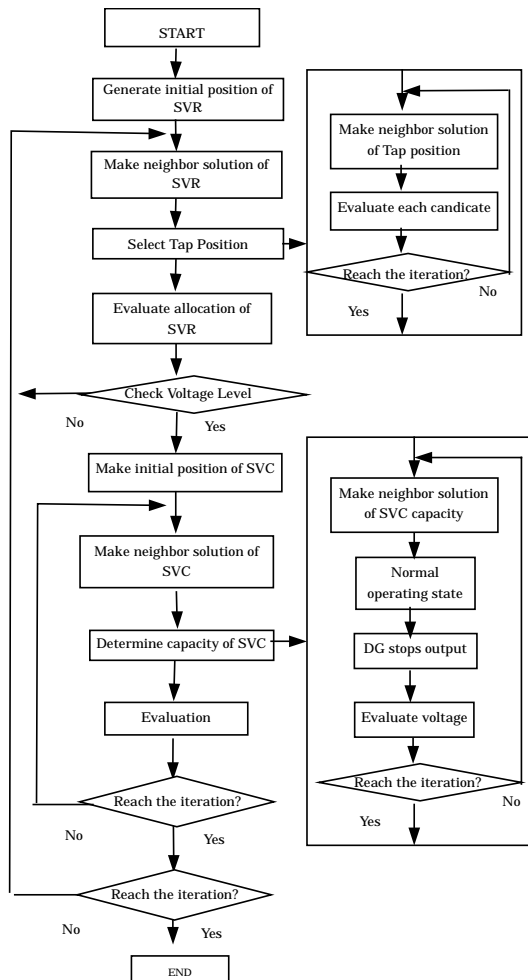 START
Generate initial position of
SVR
Make neighbor solution of
SVR
Select Tap Position
Evaluate allocation of
SVR
Check Voltage Level
No
Yes
Make initial position of SVC
Make neighbor solution of
SVC
Determine capacity of SVC
Evaluation
Reach the iteration?
No
Yes
Reach the iteration?
No
Yes
END
Make neighbor solution
of Tap position
Evaluate each candicate
Reach the iteration?
No
Yes
Make neighbor solution
of SVC capacity
Normal
operating state
DG stops output
Evaluate voltage
Reach the iteration?
No
Yes